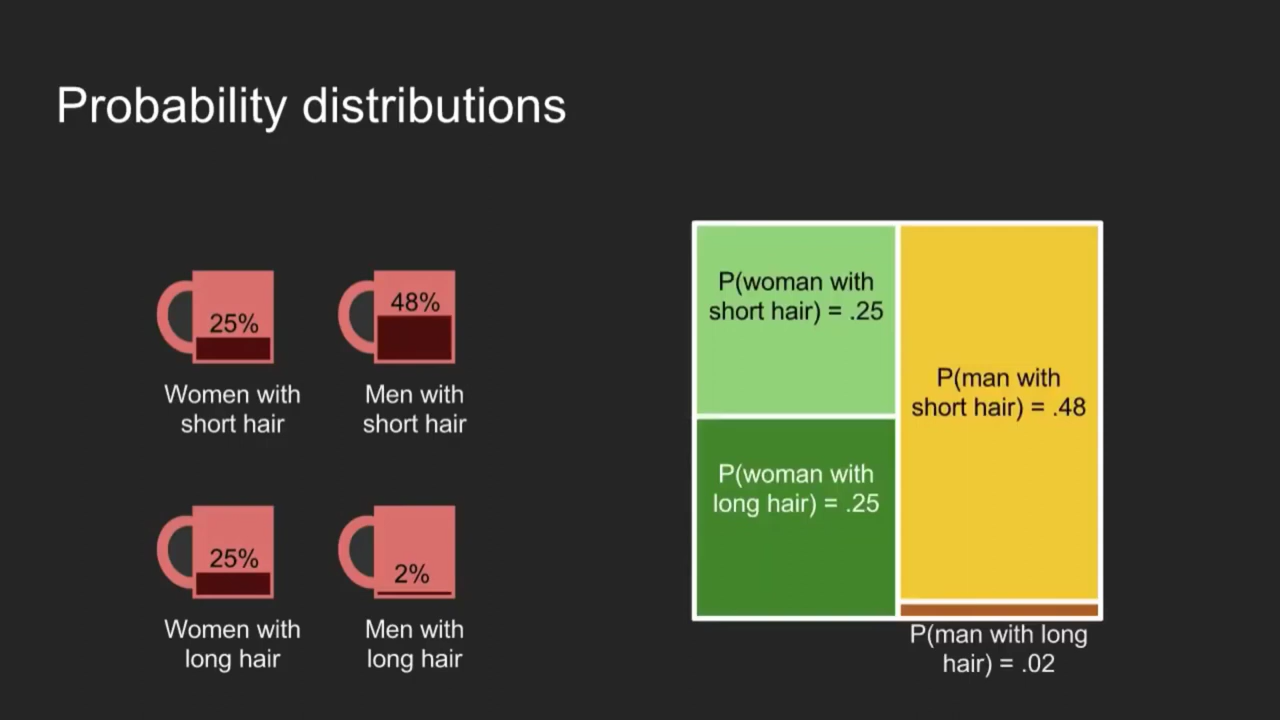 Probability distributions
25%
48%
Women with
short hair
Men with
short hair
25%
2%
Women with
long hair
Men with
long hair
P(woman with
short hair) = .25
P(man with
short hair) = .48
P(woman with
long hair) = .25
P(man with long
hair) = .02